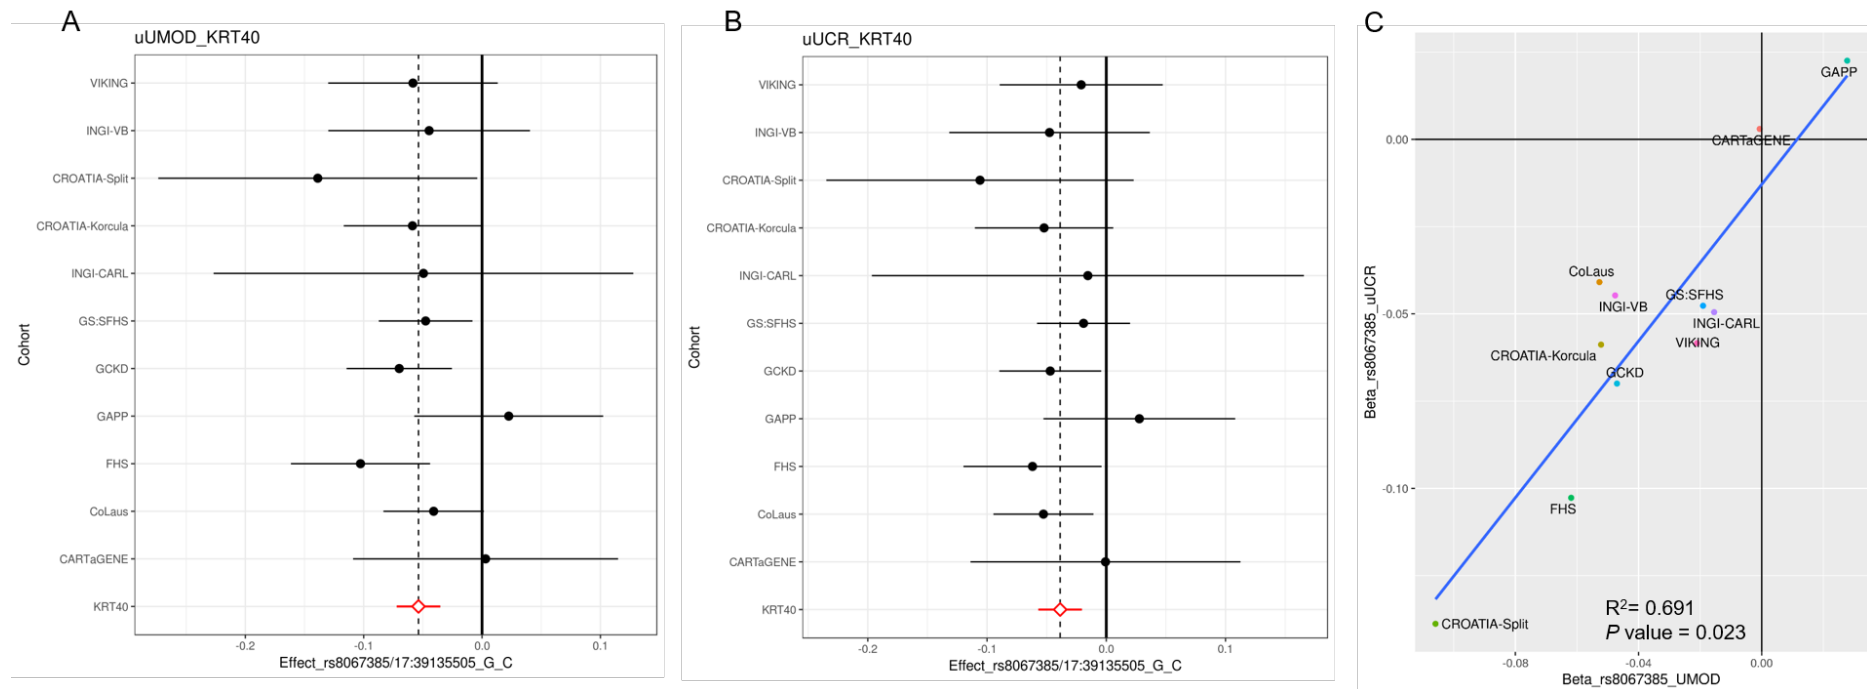 A
uUMOD_KRT40
VIKING
INGI-VB
CROATIA-Split
CROATIA-Korcula
INGI-CARL
GS:SFHS
GCKD
GAPP
FHS
CoLaus
CARTaGENE
KRT40
Cohort
-0.2
-0.1
0.0
0.1
Effect_rs8067385/17:39135505_G_C
B
uUCR_KRT40
VIKING
INGI-VB
CROATIA-Split
CROATIA-Korcula
INGI-CARL
GS:SFHS
GCKD
GAPP
FHS
CoLaus
CARTaGENE
KRT40
Cohort
-0.2
-0.1
0.0
0.1
Effect_rs8067385/17:39135505_G_C
C
GAPP
CARTaGENE
CoLaus
INGI-VB
GS:SFHS
INGI-CARL
VIKING
CROATIA-Korcula
GCKD
FHS
CROATIA-Split
R²= 0.691
P value = 0.023
0.00
-0.05
-0.10
Beta_rs8067385_uUCR
-0.08
-0.04
0.00
Beta_rs8067385_UMOD